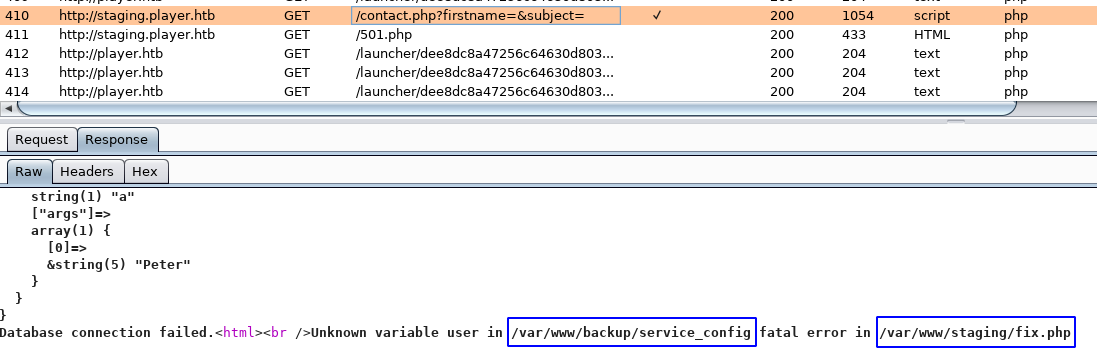 410 http://staging.player.htb GET /contact.php?firstname=&subject= ✓ 200 1054 script php
411 http://staging.player.htb GET /501.php 200 433 HTML php
412 http://player.htb GET /launcher/dee8dc8a47256c64630d803... 200 204 text php
413 http://player.htb GET /launcher/dee8dc8a47256c64630d803... 200 204 text php
414 http://player.htb GET /launcher/dee8dc8a47256c64630d803... 200 204 text php
Request Response
Raw Headers Hex
string(1) "a"
["args"]=>
array(1) {
[0]=>
&string(5) "Peter"
}
}
}
Database connection failed.<html><br />Unknown variable user in /var/www/backup/service_config fatal error in /var/www/staging/fix.php